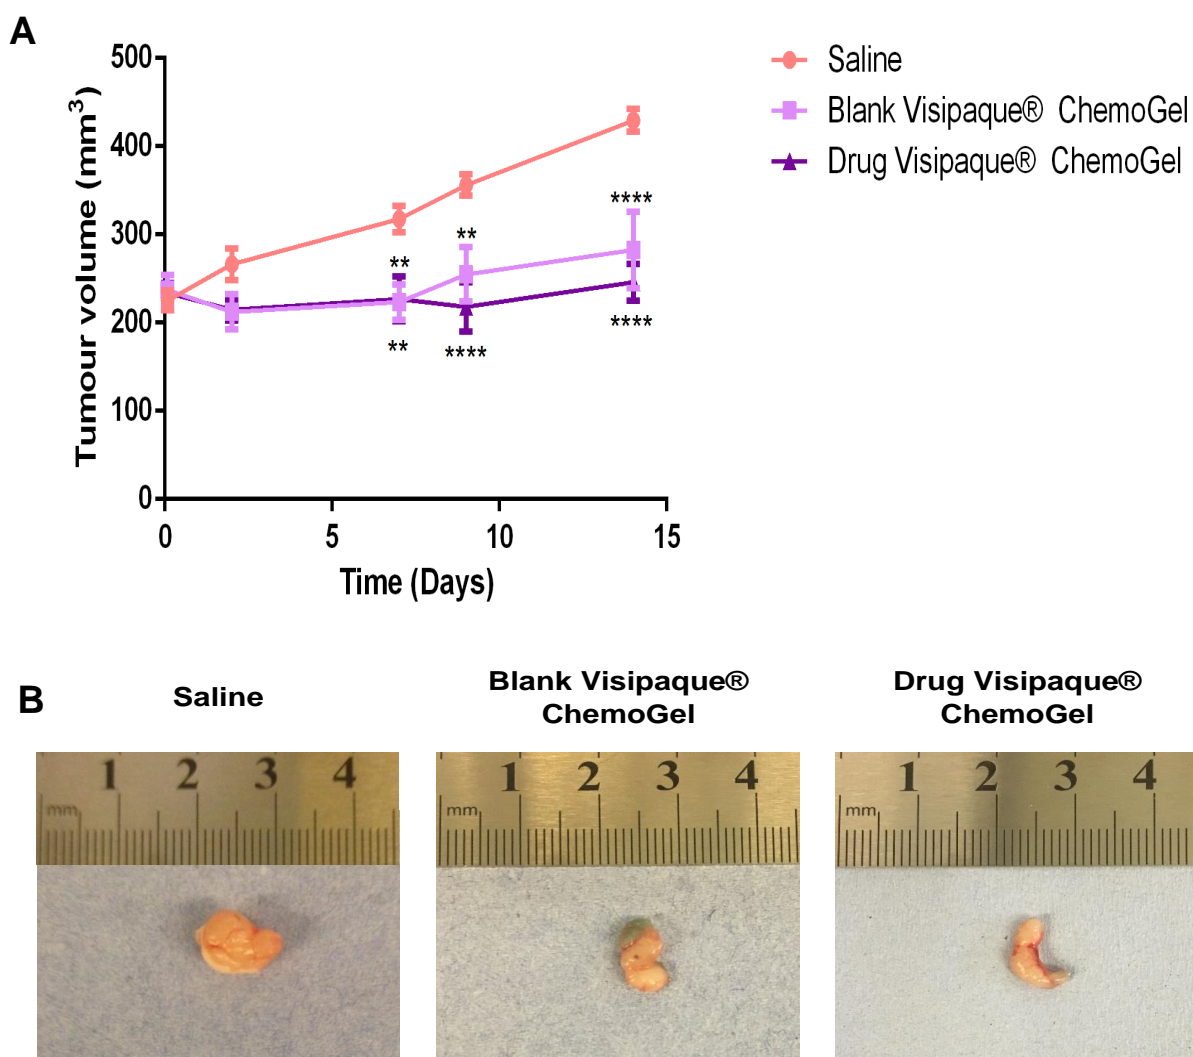 A
500
400
300
200
100
0
0 5 10 15
Tumour volume (mm³)
Time (Days)
Saline
Blank Visipaque® ChemoGel
Drug Visipaque® ChemoGel
****
**
**
**
****
****
B
Saline
Blank Visipaque®
ChemoGel
Drug Visipaque®
ChemoGel
1 2 3 4
mm
1 2 3 4
mm
1 2 3 4
mm